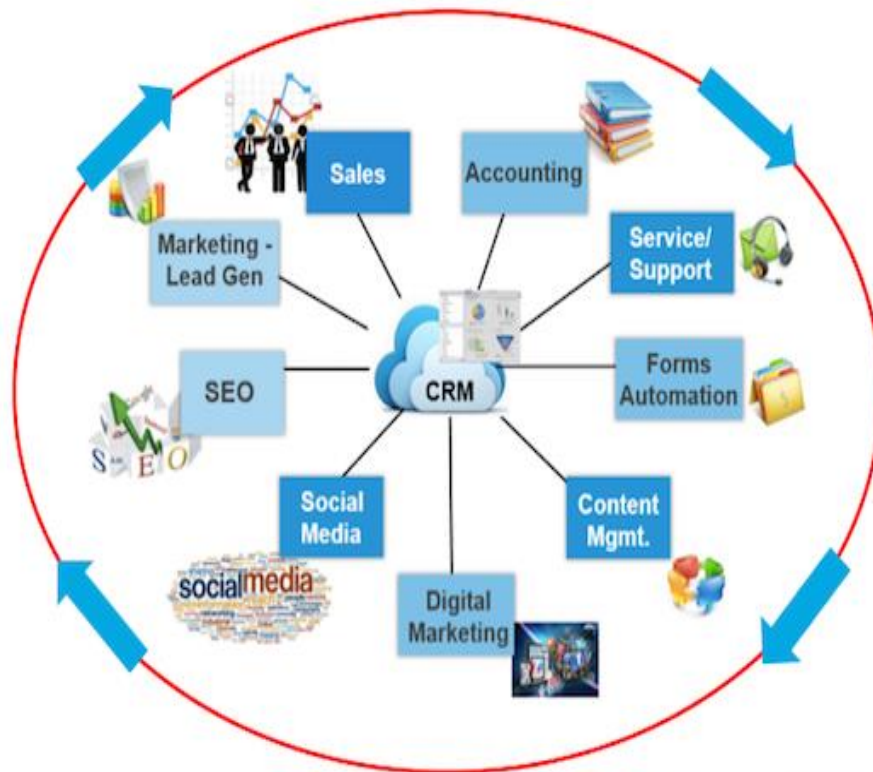 Sales
Accounting
Marketing -
Lead Gen
Service/
Support
CRM
SEO
Forms
Automation
S E O
Social
Media
Content
Mgmt.
socialmedia
Digital
Marketing